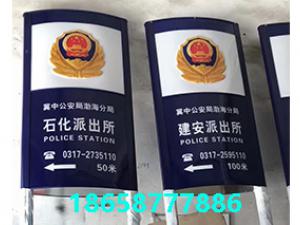 冀中公安局渤海分局
石化派出所
POLICE STATION
☎ 0317-2735110
← 50米
冀中公安局渤海分局
建安派出所
POLICE STATION
☎ 0317-2595110
← 100米
18658777886